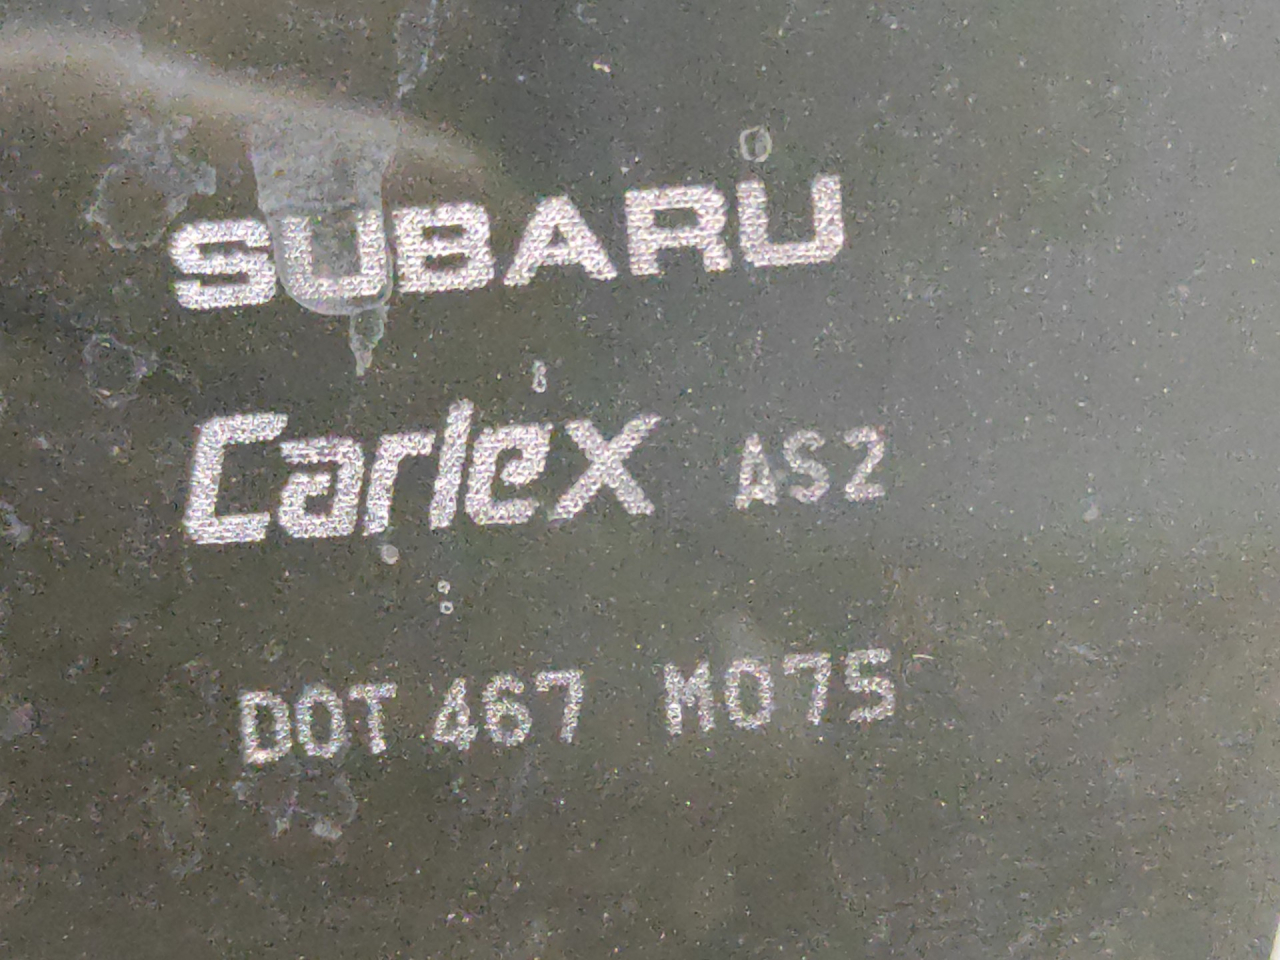 SUBARU
Carlex AS2
DOT 467 M075